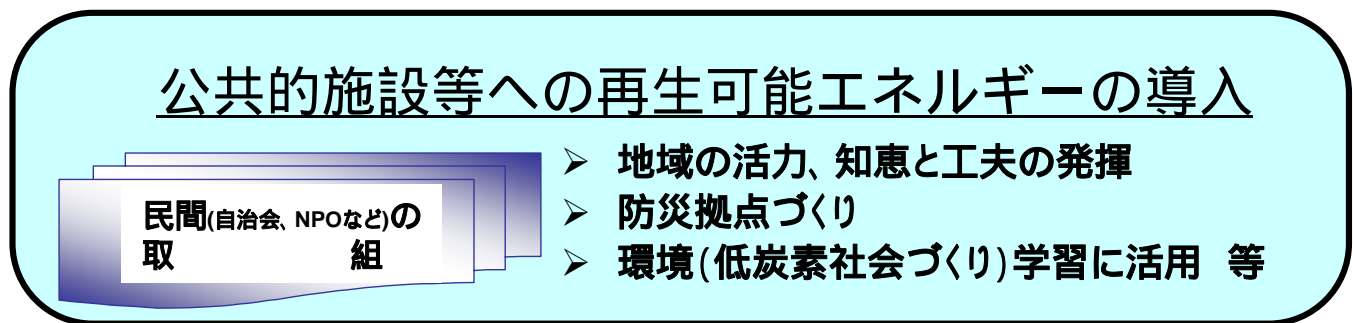 公共的施設等への再生可能エネルギーの導入
民間(自治会、NPOなど)の
取　　　　組
➢ 地域の活力、知恵と工夫の発揮
➢ 防災拠点づくり
➢ 環境(低炭素社会づくり)学習に活用　等